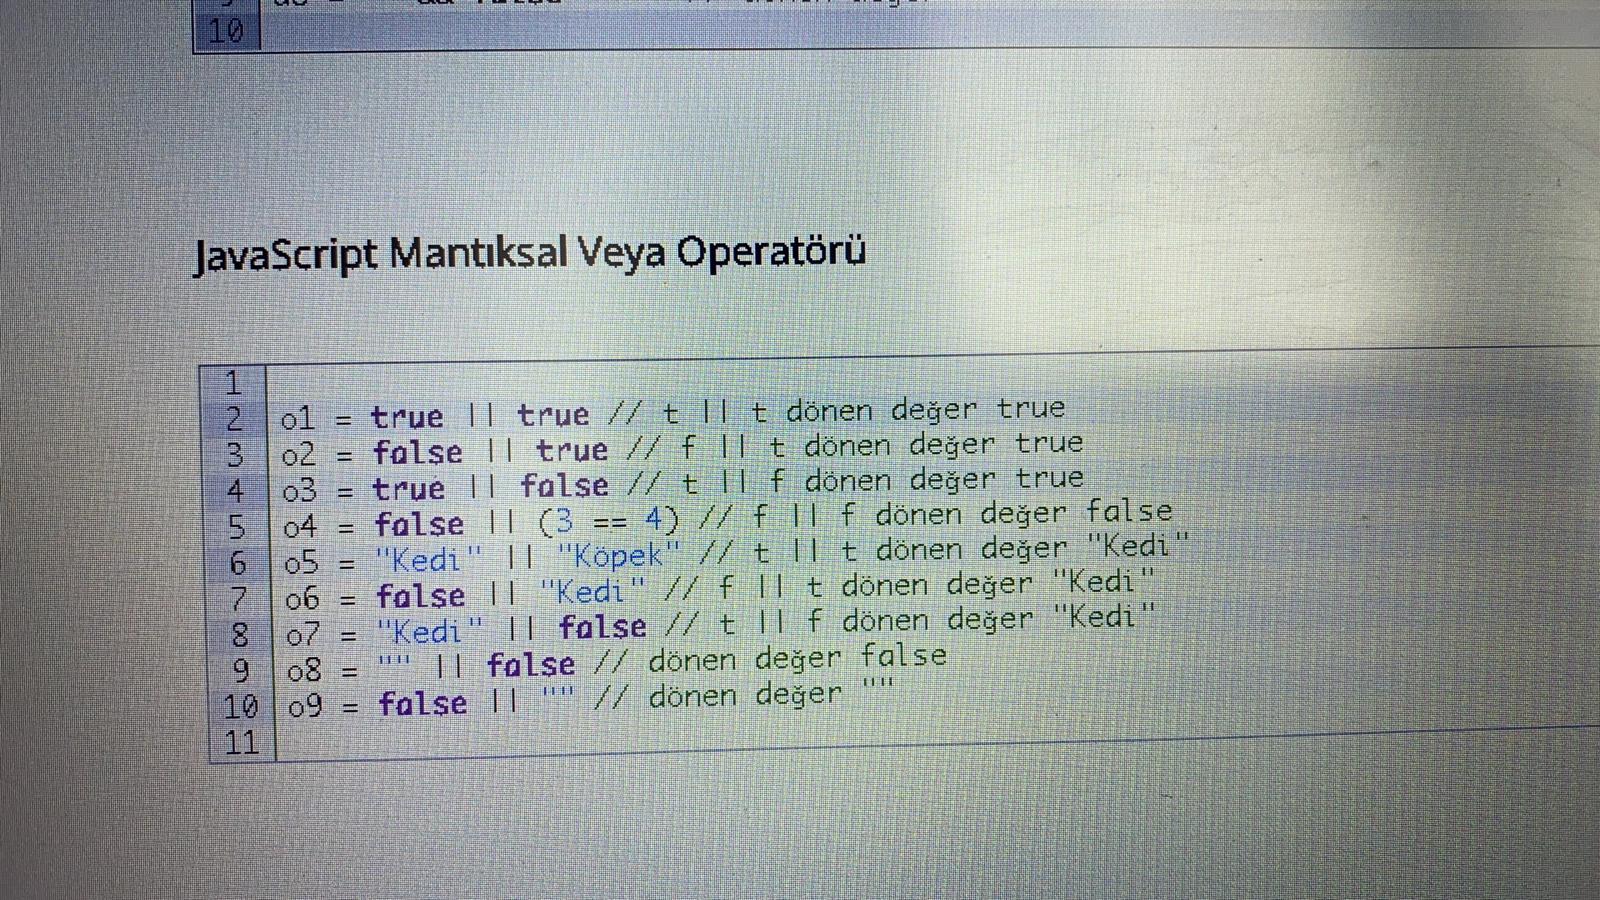 10
JavaScript Mantıksal Veya Operatörü
1
2 o1 = true || true // t || t dönen değer true
3 o2 = false || true // f || t dönen değer true
4 o3 = true || false // t || f dönen değer true
5 o4 = false || (3 == 4) // f || f dönen değer false
6 o5 = "Kedi" || "Köpek" // t || t dönen değer "Kedi"
7 o6 = false || "Kedi" // f || t dönen değer "Kedi"
8 o7 = "Kedi" || false // t || f dönen değer "Kedi"
9 o8 = "" || false // dönen değer false
10 o9 = false || "" // dönen değer ""
11